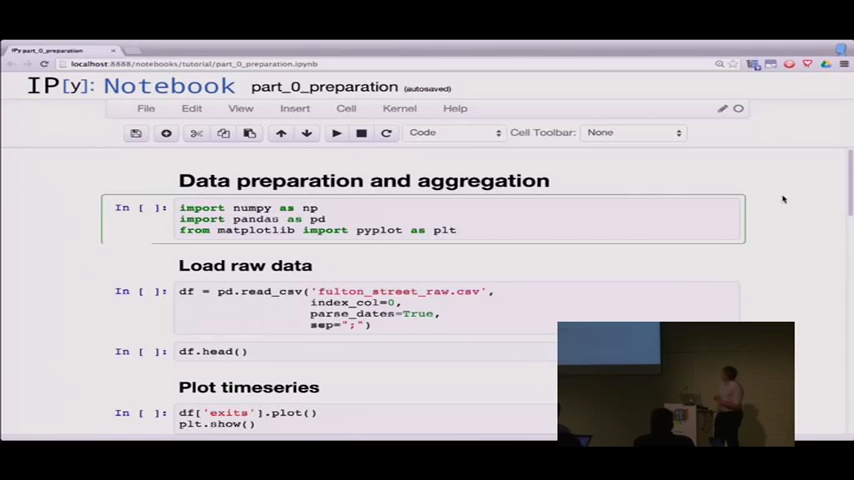 IPy part_0_preparation
localhost:8888/notebooks/tutorial/part_0_preparation.ipynb
IP[y]: Notebook part_0_preparation (autosaved)
File Edit View Insert Cell Kernel Help
Code Cell Toolbar: None
Data preparation and aggregation
In [ ]: import numpy as np
import pandas as pd
from matplotlib import pyplot as plt
Load raw data
In [ ]: df = pd.read_csv('fulton_street_raw.csv',
index_col=0,
parse_dates=True,
sep=";")
In [ ]: df.head()
Plot timeseries
In [ ]: df['exits'].plot()
plt.show()